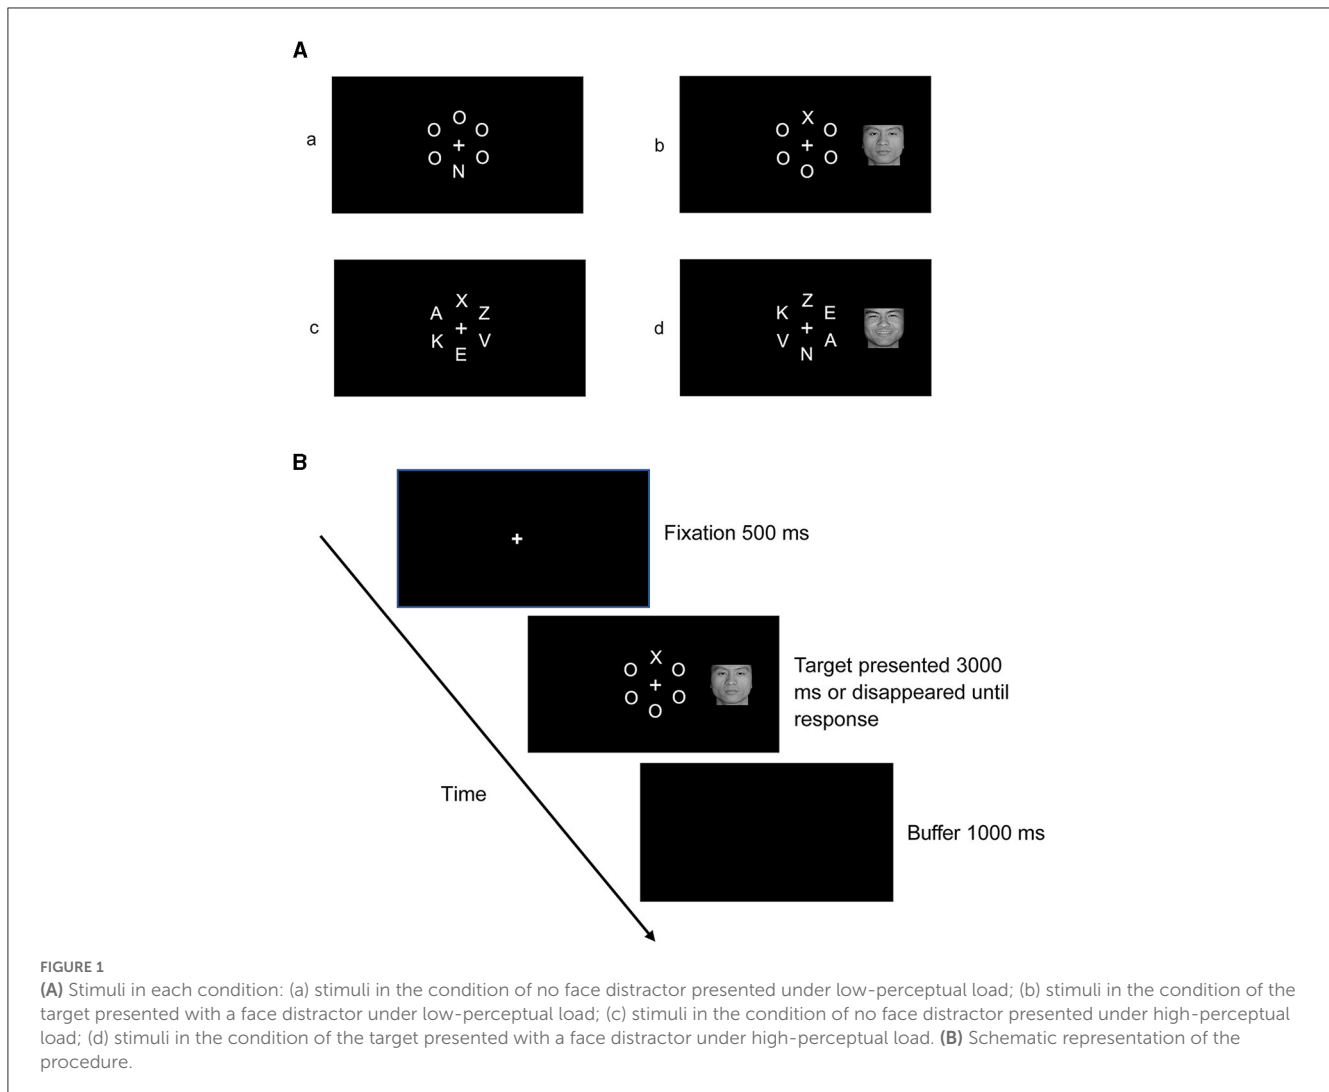 A
a
O
O O
+
O O
N
b
X
O O
+
O O
O
c
X
A Z
+
K V
E
d
Z
K E
+
V A
N
B
+
Fixation 500 ms
X
O O
+
O O
O
Target presented 3000
ms or disappeared until
response
Time
Buffer 1000 ms
FIGURE 1
(A) Stimuli in each condition: (a) stimuli in the condition of no face distractor presented under low-perceptual load; (b) stimuli in the condition of the
target presented with a face distractor under low-perceptual load; (c) stimuli in the condition of no face distractor presented under high-perceptual
load; (d) stimuli in the condition of the target presented with a face distractor under high-perceptual load. (B) Schematic representation of the
procedure.